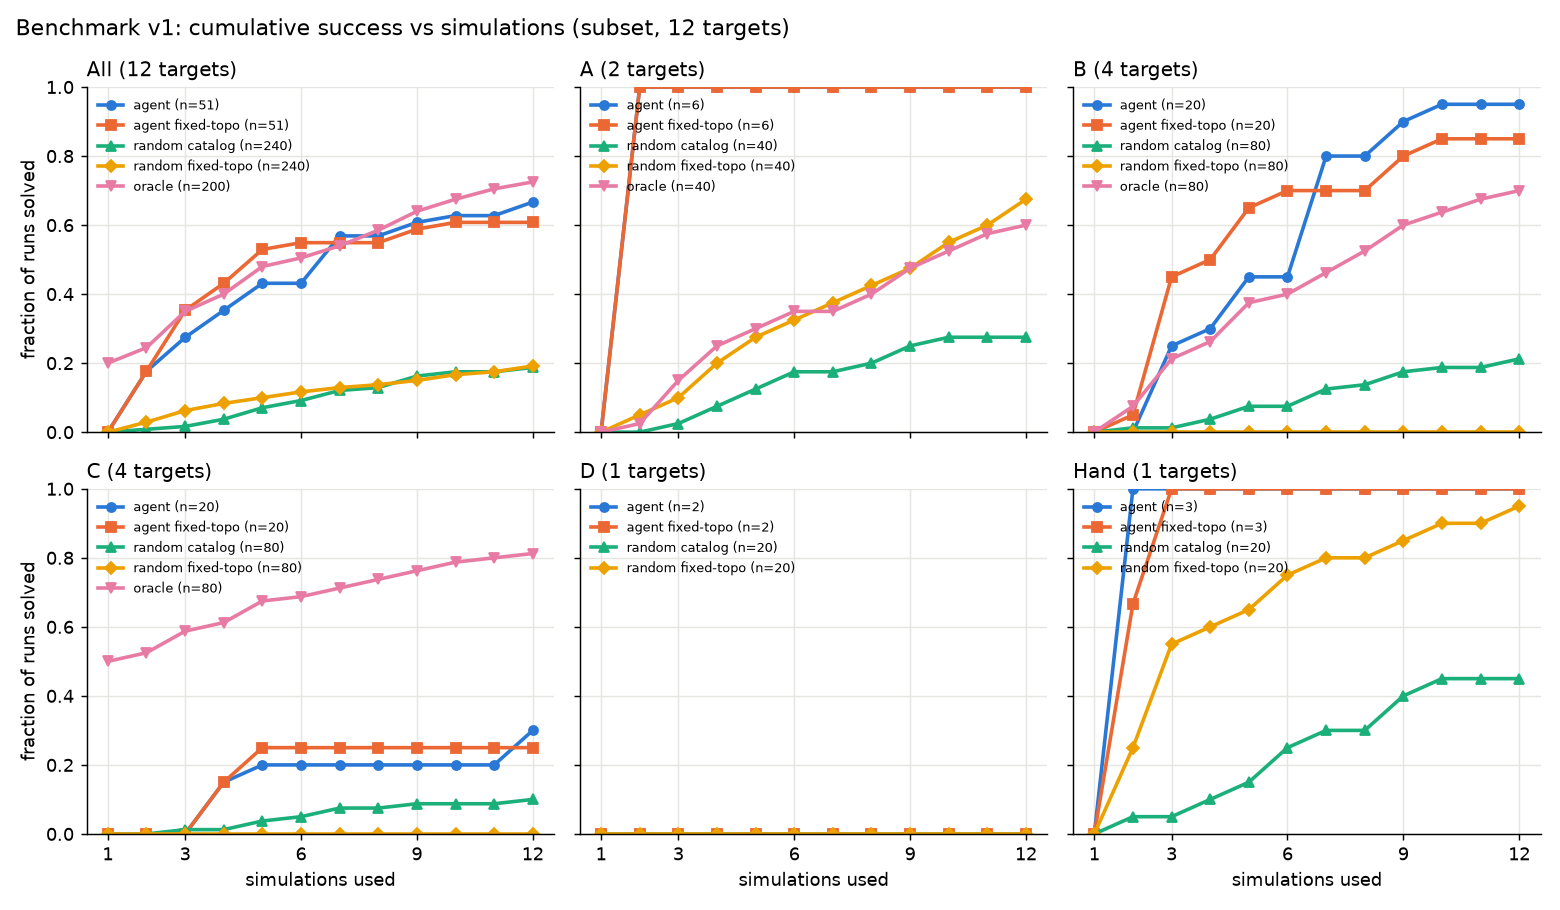 Benchmark v1: cumulative success vs simulations (subset, 12 targets)
All (12 targets)
fraction of runs solved
1.0
0.8
0.6
0.4
0.2
0.0
agent (n=51)
agent fixed-topo (n=51)
random catalog (n=240)
random fixed-topo (n=240)
oracle (n=200)
A (2 targets)
agent (n=6)
agent fixed-topo (n=6)
random catalog (n=40)
random fixed-topo (n=40)
oracle (n=40)
B (4 targets)
agent (n=20)
agent fixed-topo (n=20)
random catalog (n=80)
random fixed-topo (n=80)
oracle (n=80)
C (4 targets)
fraction of runs solved
1.0
0.8
0.6
0.4
0.2
0.0
agent (n=20)
agent fixed-topo (n=20)
random catalog (n=80)
random fixed-topo (n=80)
oracle (n=80)
1 3 6 9 12
simulations used
D (1 targets)
agent (n=2)
agent fixed-topo (n=2)
random catalog (n=20)
random fixed-topo (n=20)
1 3 6 9 12
simulations used
Hand (1 targets)
agent (n=3)
agent fixed-topo (n=3)
random catalog (n=20)
random fixed-topo (n=20)
1 3 6 9 12
simulations used